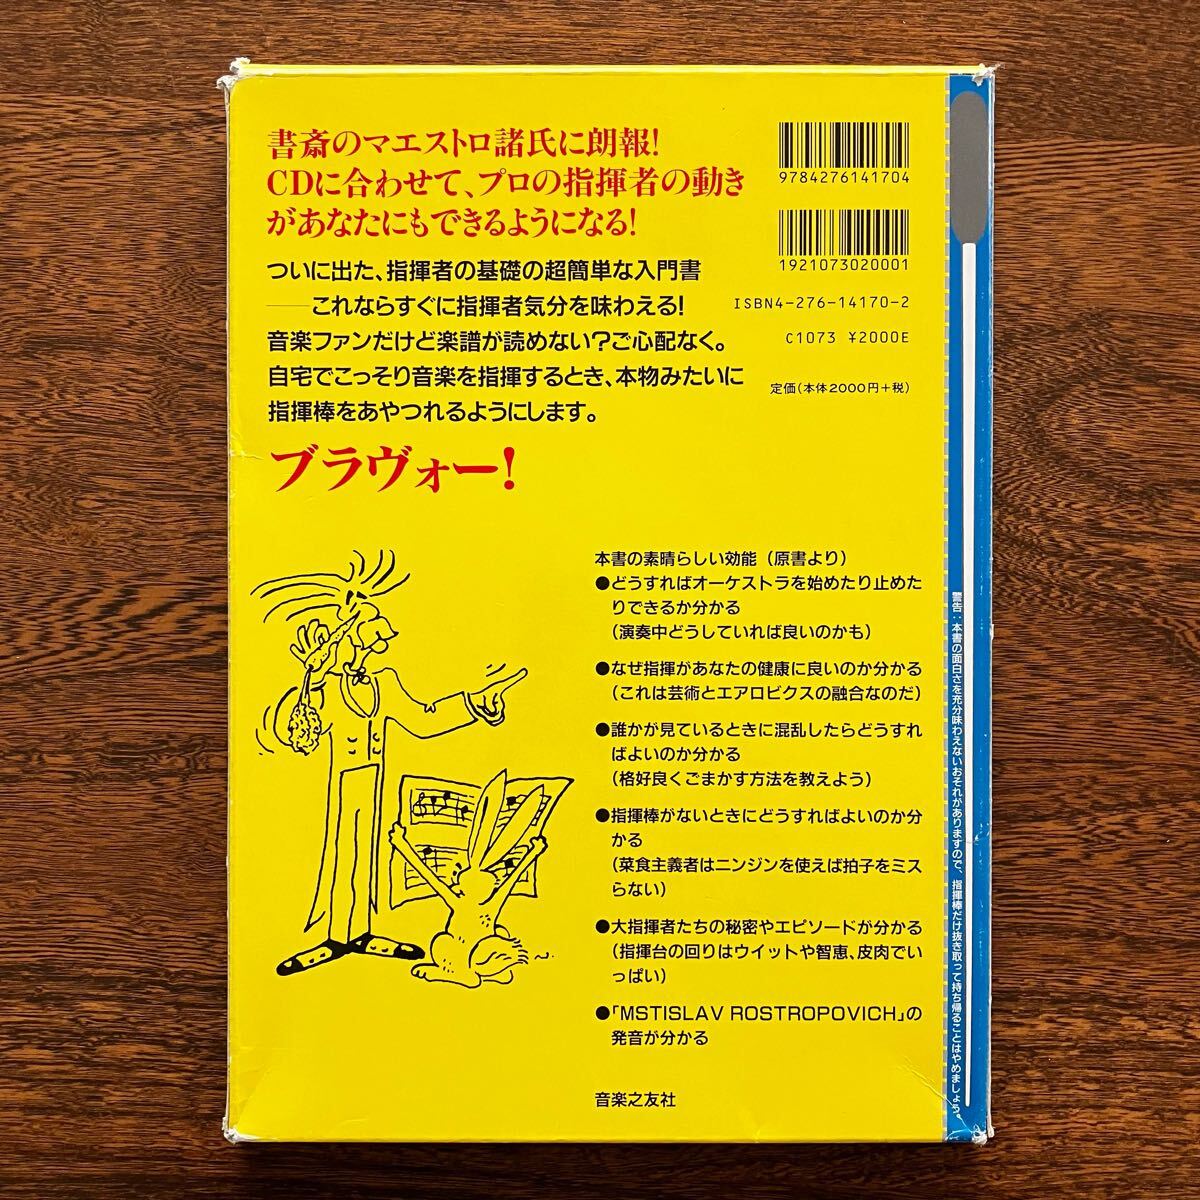 書斎のマエストロ諸氏に朗報!
CDに合わせて、プロの指揮者の動き
があなたにもできるようになる!
ついに出た、指揮者の基礎の超簡単な入門書
――これならすぐに指揮者気分を味わえる!
音楽ファンだけど楽譜が読めない?ご心配なく。
自宅でこっそり音楽を指揮するとき、本物みたいに
指揮棒をあやつれるようにします。
ブラヴォー!
9784276141704
1921073020001
ISBN4-276-14170-2
C1073 ¥2000E
定価(本体2000円+税)
本書の素晴らしい効能(原書より)
●どうすればオーケストラを始めたり止めた
りできるか分かる
(演奏中どうしていれば良いのかも)
●なぜ指揮があなたの健康に良いのか分かる
(これは芸術とエアロビクスの融合なのだ)
●誰かが見ているときに混乱したらどうすれ
ばよいのか分かる
(格好良くごまかす方法を教えよう)
●指揮棒がないときにどうすればよいのか分
かる
(菜食主義者はニンジンを使えば拍子をミス
らない)
●大指揮者たちの秘密やエピソードが分かる
(指揮台の回りはウイットや智恵、皮肉でい
っぱい)
●「MSTISLAV ROSTROPOVICH」の
発音が分かる
音楽之友社
警告:本書の面白さを充分味わえないおそれがありますので、指揮棒だけ抜き取って持ち帰ることはやめましょう。